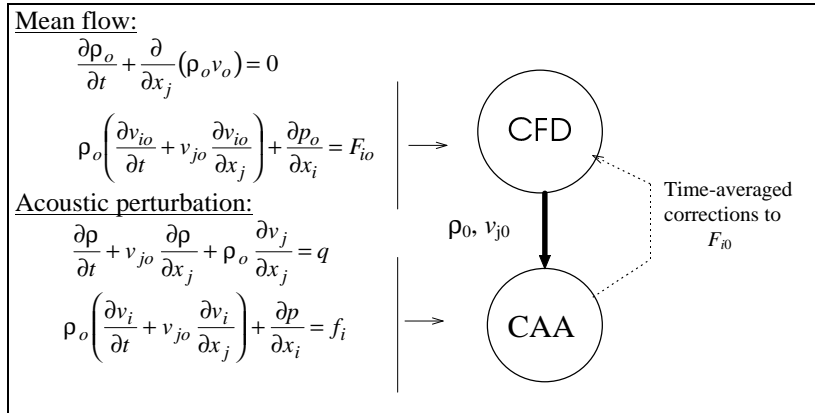 Mean flow:
∂ρ_o/∂t + ∂/∂x_j (ρ_o v_o) = 0
ρ_o (∂v_io/∂t + v_jo ∂v_io/∂x_j) + ∂p_o/∂x_i = F_io
Acoustic perturbation:
∂ρ/∂t + v_jo ∂ρ/∂x_j + ρ_o ∂v_j/∂x_j = q
ρ_o (∂v_i/∂t + v_jo ∂v_i/∂x_j) + ∂p/∂x_i = f_i
CFD
ρ_0, v_j0
CAA
Time-averaged
corrections to
F_i0